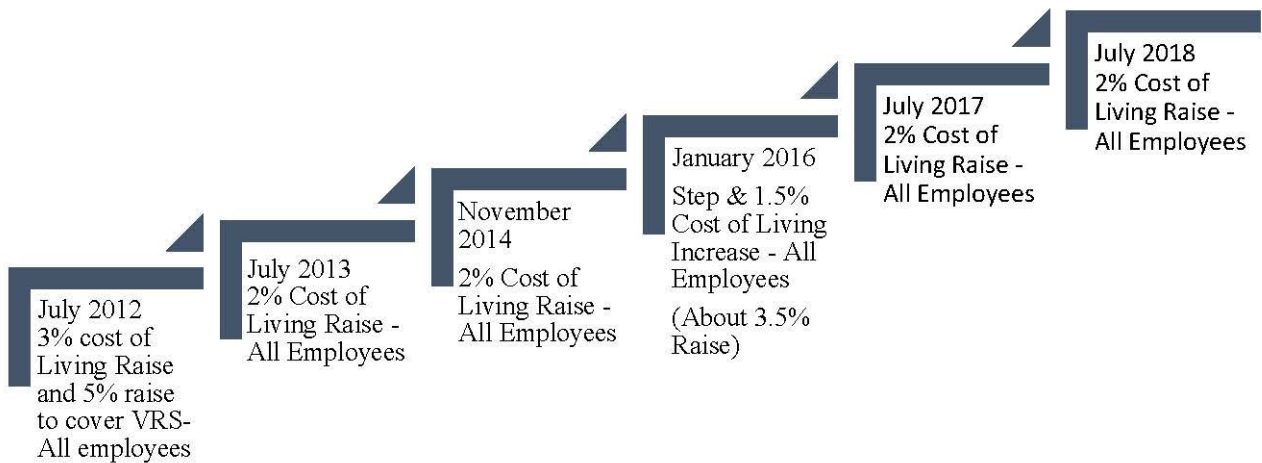 July 2012
3% cost of
Living Raise
and 5% raise
to cover VRS-
All employees
July 2013
2% Cost of
Living Raise -
All Employees
November
2014
2% Cost of
Living Raise -
All Employees
January 2016
Step & 1.5%
Cost of Living
Increase - All
Employees
(About 3.5%
Raise)
July 2017
2% Cost of
Living Raise -
All Employees
July 2018
2% Cost of
Living Raise -
All Employees